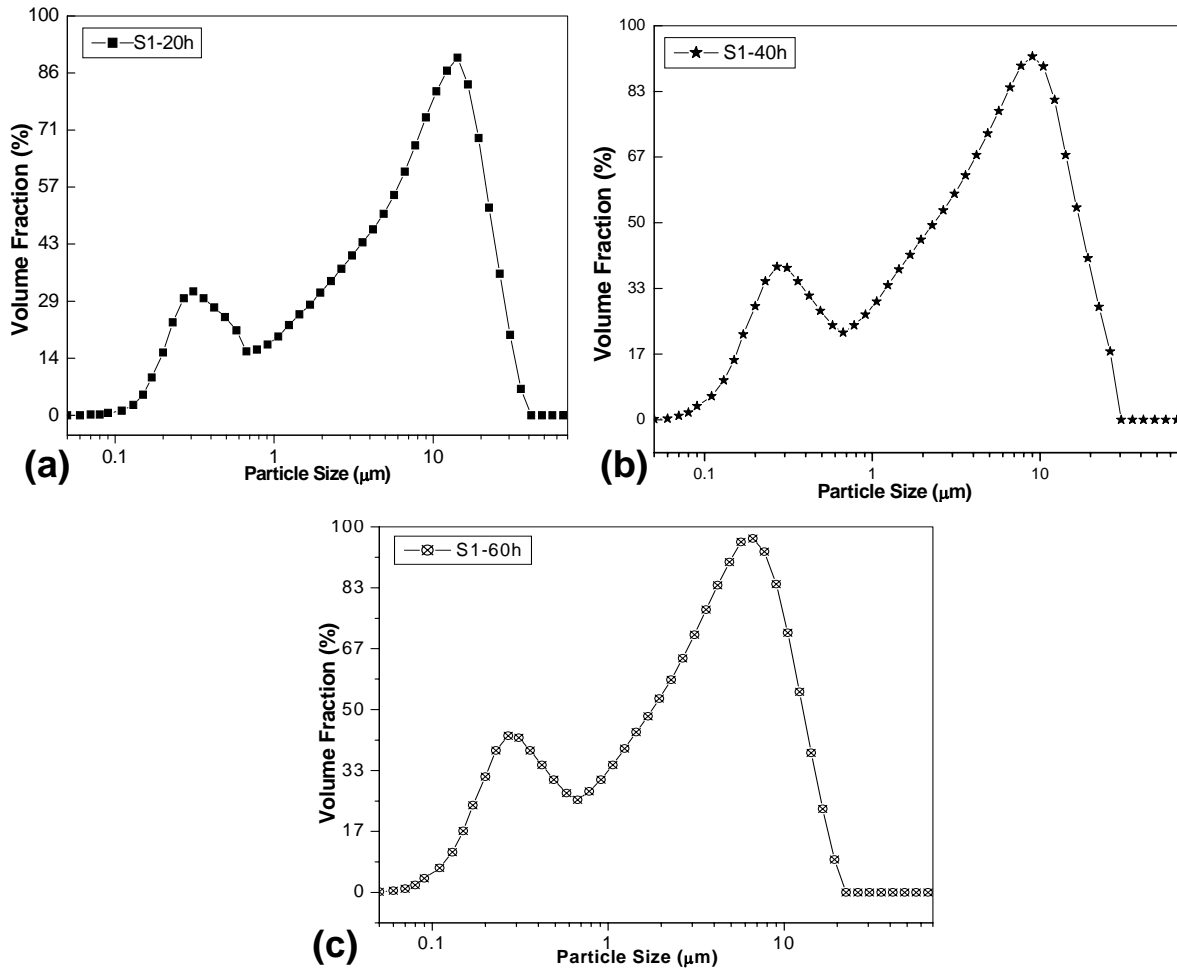 100
S1-20h
86
71
57
43
29
14
0
Volume Fraction (%)
0.1
1
10
Particle Size (μm)
(a)
100
S1-40h
83
67
50
33
17
0
Volume Fraction (%)
0.1
1
10
Particle Size (μm)
(b)
100
S1-60h
83
67
50
33
17
0
Volume Fraction (%)
0.1
1
10
Particle Size (μm)
(c)